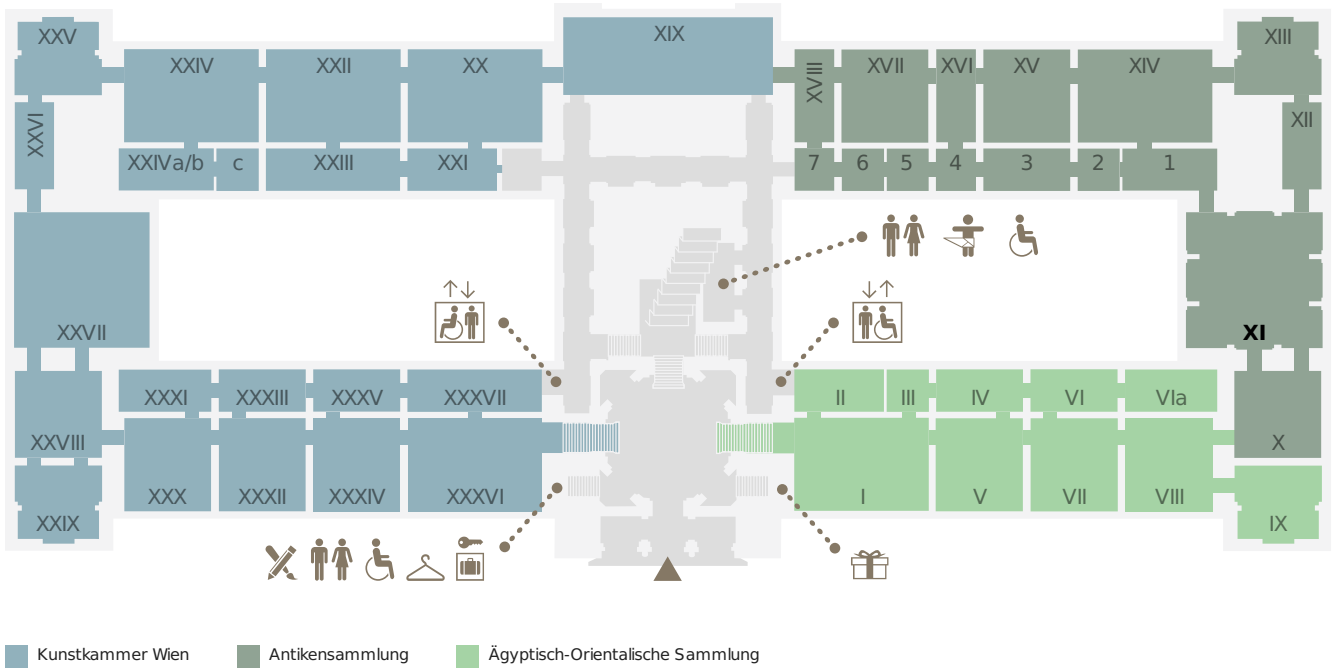 XXV
XXIV
XXII
XX
XIX
XVIII
XVII
XVI
XV
XIV
XIII
XXVI
XII
XXIVa/b
c
XXIII
XXI
7
6
5
4
3
2
1
XXVII
XI
XXXI
XXXIII
XXXV
XXXVII
II
III
IV
VI
VIa
XXVIII
X
XXX
XXXII
XXXIV
XXXVI
I
V
VII
VIII
XXIX
IX
Kunstkammer Wien
Antikensammlung
Ägyptisch-Orientalische Sammlung